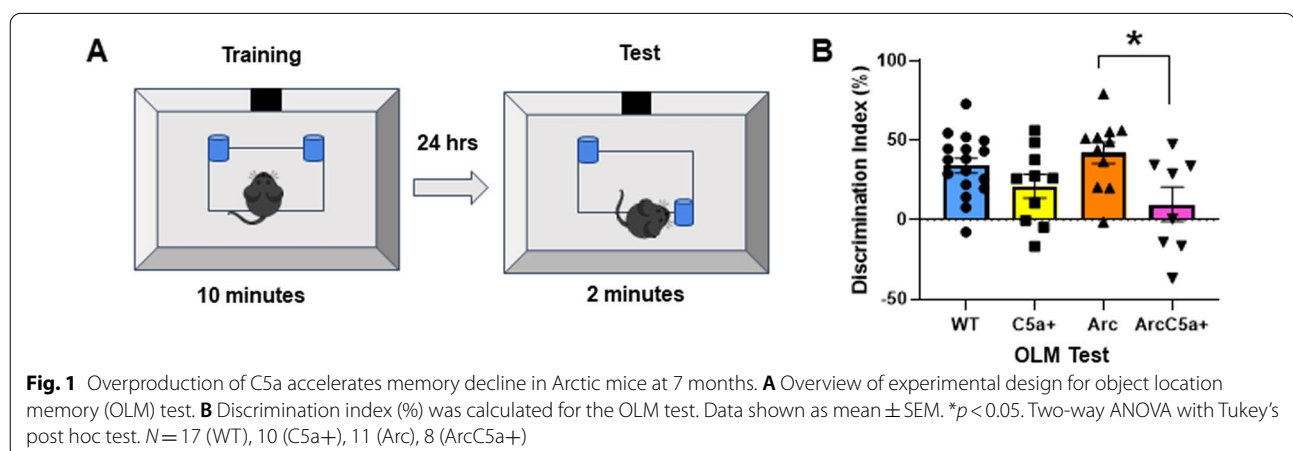 A
Training
Test
24 hrs
10 minutes
2 minutes
B
*
Discrimination Index (%)
100
50
0
-50
WT C5a+ Arc ArcC5a+
OLM Test
Fig. 1 Overproduction of C5a accelerates memory decline in Arctic mice at 7 months. A Overview of experimental design for object location
memory (OLM) test. B Discrimination index (%) was calculated for the OLM test. Data shown as mean ± SEM. *p < 0.05. Two-way ANOVA with Tukey's
post hoc test. N = 17 (WT), 10 (C5a+), 11 (Arc), 8 (ArcC5a+)